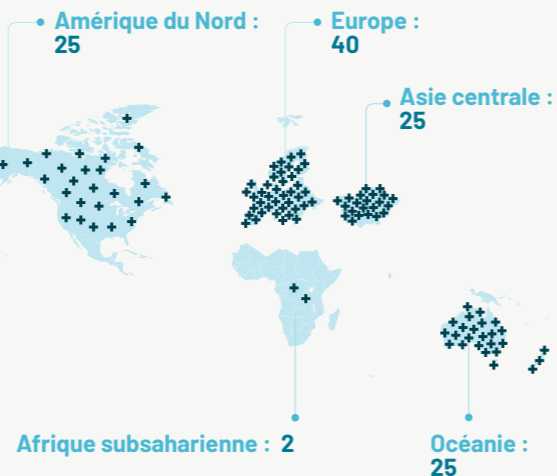 Amérique du Nord :
25
Europe :
40
Asie centrale :
25
Afrique subsaharienne : 2
Océanie :
25